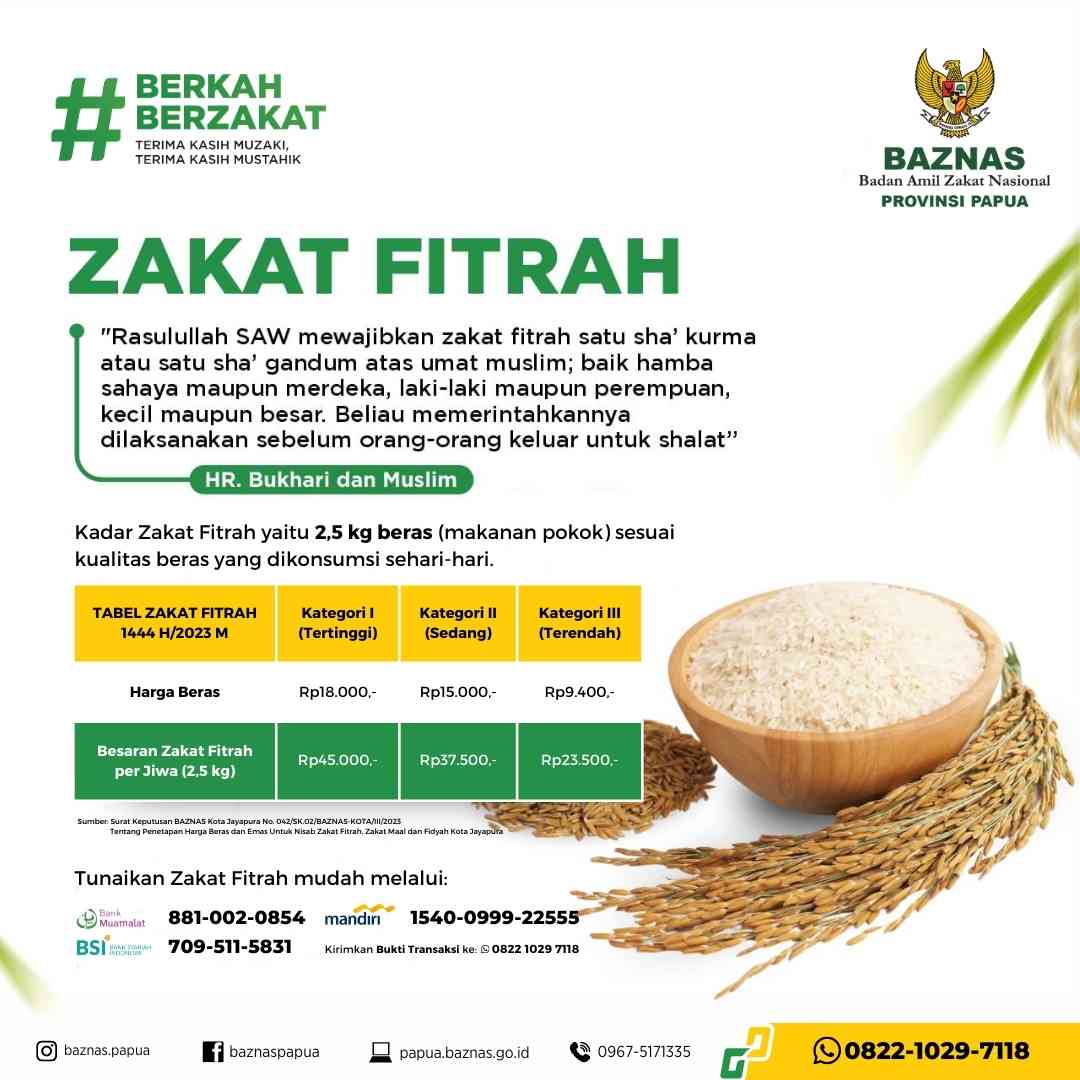 # BERKAH
BERZAKAT
TERIMA KASIH MUZAKI,
TERIMA KASIH MUSTAHIK
BAZNAS
Badan Amil Zakat Nasional
PROVINSI PAPUA
ZAKAT FITRAH
"Rasulullah SAW mewajibkan zakat fitrah satu sha’ kurma
atau satu sha’ gandum atas umat muslim; baik hamba
sahaya maupun merdeka, laki-laki maupun perempuan,
kecil maupun besar. Beliau memerintahkannya
dilaksanakan sebelum orang-orang keluar untuk shalat’’
HR. Bukhari dan Muslim
Kadar Zakat Fitrah yaitu 2,5 kg beras (makanan pokok) sesuai
kualitas beras yang dikonsumsi sehari-hari.
TABEL ZAKAT FITRAH
1444 H/2023 M
Kategori I
(Tertinggi)
Kategori II
(Sedang)
Kategori III
(Terendah)
Harga Beras Rp18.000,- Rp15.000,- Rp9.400,-
Besaran Zakat Fitrah
per Jiwa (2,5 kg)
Rp45.000,- Rp37.500,- Rp23.500,-
Sumber: Surat Keputusan BAZNAS Kota Jayapura No. 042/SK.02/BAZNAS-KOTA/III/2023
Tentang Penetapan Harga Beras dan Emas Untuk Nisab Zakat Fitrah, Zakat Maal dan Fidyah Kota Jayapura
Tunaikan Zakat Fitrah mudah melalui:
Bank
Muamalat
881-002-0854
mandiri 1540-0999-22555
BSI BANK SYARIAH
INDONESIA
709-511-5831
Kirimkan Bukti Transaksi ke: 0822 1029 7118
baznas.papua baznaspapua papua.baznas.go.id 0967-5171335 0822-1029-7118